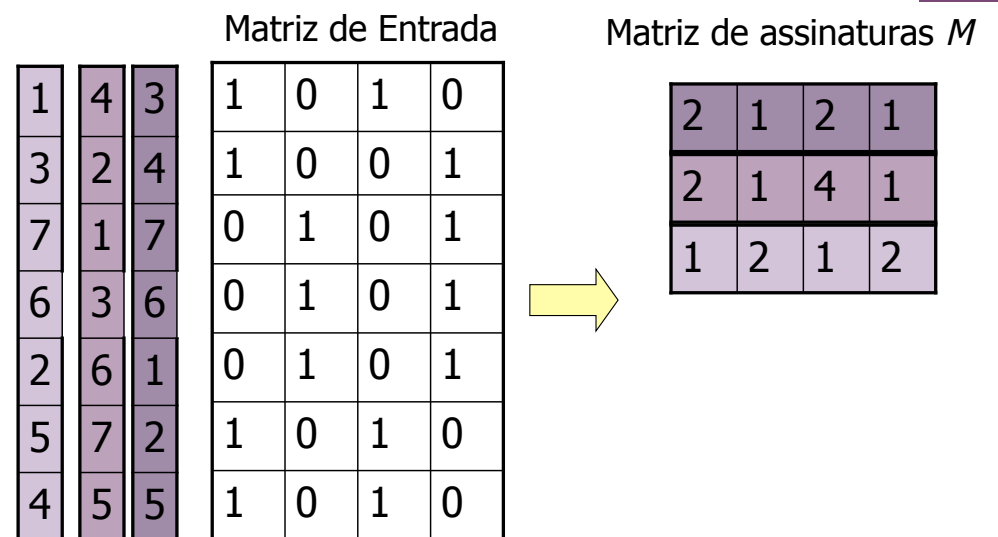 Matriz de Entrada
Matriz de assinaturas M
1 4 3 1 0 1 0
3 2 4 1 0 0 1
7 1 7 0 1 0 1
6 3 6 0 1 0 1
2 6 1 0 1 0 1
5 7 2 1 0 1 0
4 5 5 1 0 1 0
2 1 2 1
2 1 4 1
1 2 1 2